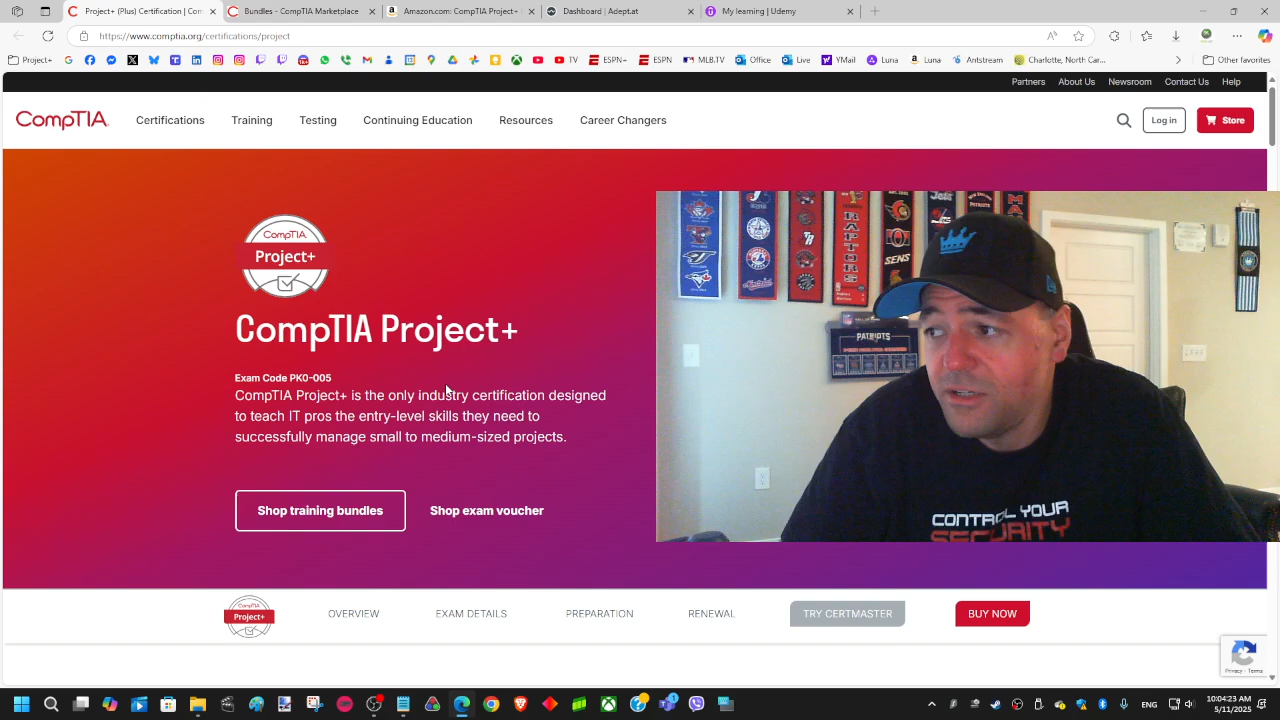 Project (Plus) Certification | Com
Bundles - CompTIA Marketplace
Amazon.com: CompTIA Project+
Dashboard | Adept.at
My learning | Udemy
https://www.comptia.org/certifications/project
Project+
TV
ESPN+
ESPN
MLB.TV
Office
Live
YMail
Luna
Luna
Antstream
Charlotte, North Car...
Other favorites
Partners
About Us
Newsroom
Contact Us
Help
CompTIA.
Certifications
Training
Testing
Continuing Education
Resources
Career Changers
Log in
Store
CompTIA
Project+
CompTIA Project+
Exam Code PK0-005
CompTIA Project+ is the only industry certification designed
to teach IT pros the entry-level skills they need to
successfully manage small to medium-sized projects.
Shop training bundles
Shop exam voucher
RAPTORS
SENS
PATRIOTS
CONTROL YOUR
SECURITY
CompTIA
Project+
OVERVIEW
EXAM DETAILS
PREPARATION
RENEWAL
TRY CERTMASTER
BUY NOW
Privacy - Terms
ENG
10:04:23 AM
5/11/2025